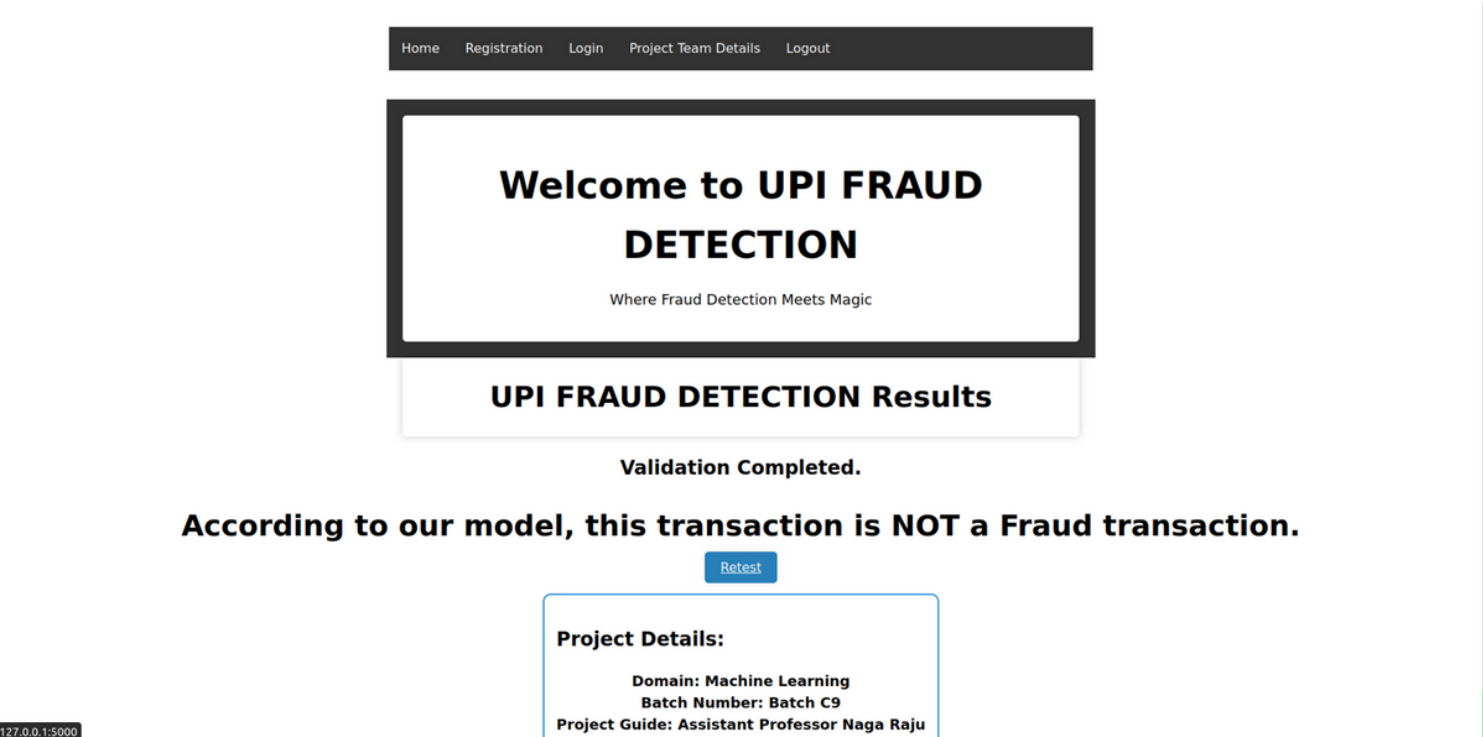 Home Registration Login Project Team Details Logout
Welcome to UPI FRAUD
DETECTION
Where Fraud Detection Meets Magic
UPI FRAUD DETECTION Results
Validation Completed.
According to our model, this transaction is NOT a Fraud transaction.
Retest
Project Details:
Domain: Machine Learning
Batch Number: Batch C9
Project Guide: Assistant Professor Naga Raju
127.0.0.1:5000